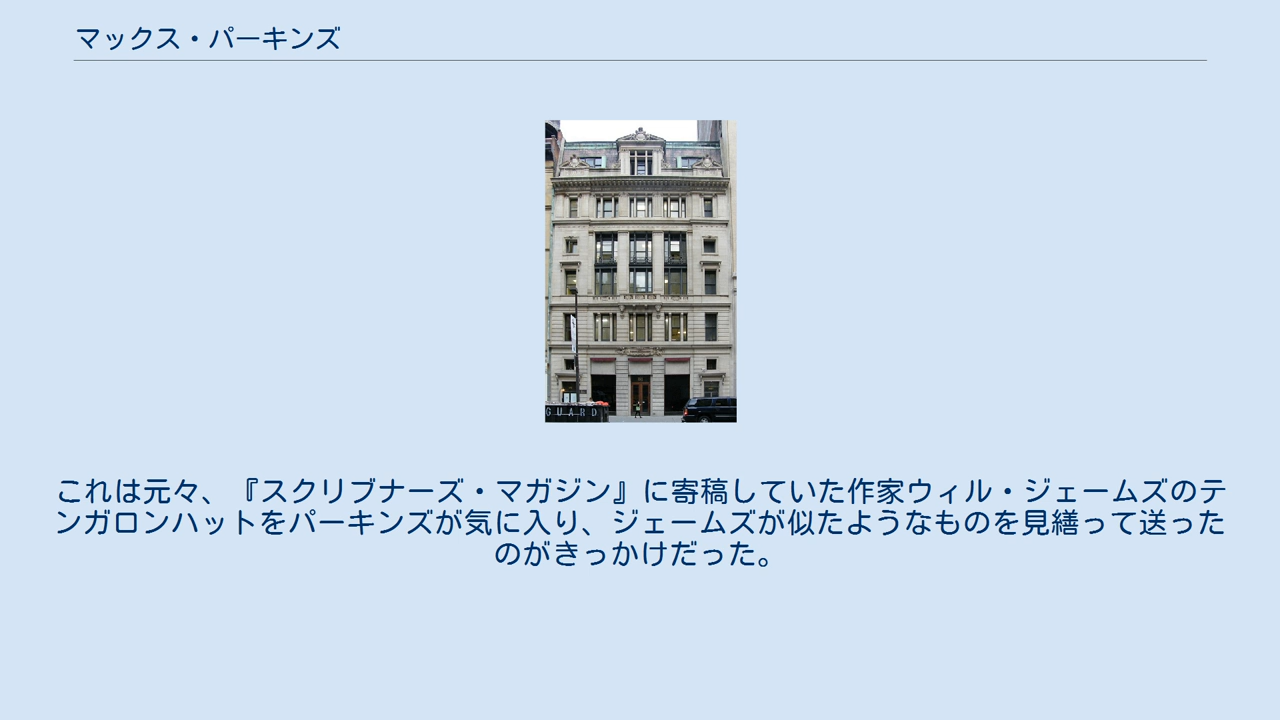 マックス・パーキンズ
GUARD
これは元々、『スクリブナーズ・マガジン』に寄稿していた作家ウィル・ジェームズのテ
ンガロンハットをパーキンズが気に入り、ジェームズが似たようなものを見繕って送った
のがきっかけだった。